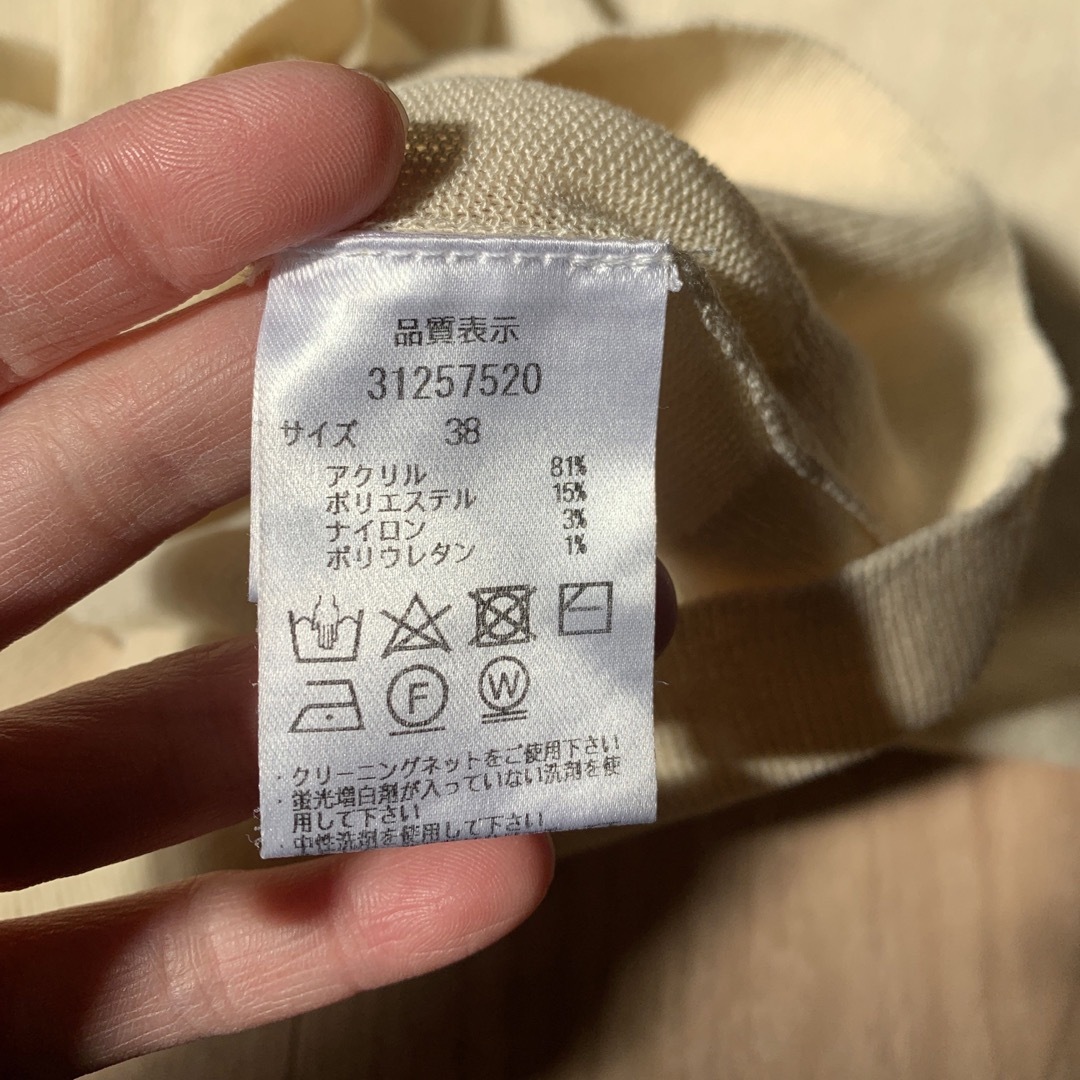 品質表示
31257520
サイズ 38
アクリル 81%
ポリエステル 15%
ナイロン 3%
ポリウレタン 1%
F W
・クリーニングネットをご使用下さい
・蛍光増白剤が入っていない洗剤を使
用して下さい
・中性洗剤を使用して下さい